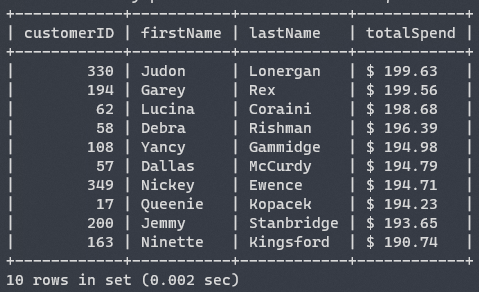 +------------+-----------+------------+------------+
| customerID | firstName | lastName   | totalSpend |
+------------+-----------+------------+------------+
|        330 | Judon     | Lonergan   | $ 199.63   |
|        194 | Garey     | Rex        | $ 199.56   |
|         62 | Lucina    | Coraini    | $ 198.68   |
|         58 | Debra     | Rishman    | $ 196.39   |
|        108 | Yancy     | Gammidge   | $ 194.98   |
|         57 | Dallas    | McCurdy    | $ 194.79   |
|        349 | Nickey    | Ewence     | $ 194.71   |
|         17 | Queenie   | Kopacek    | $ 194.23   |
|        200 | Jemmy     | Stanbridge | $ 193.65   |
|        163 | Ninette   | Kingsford  | $ 190.74   |
+------------+-----------+------------+------------+
10 rows in set (0.002 sec)